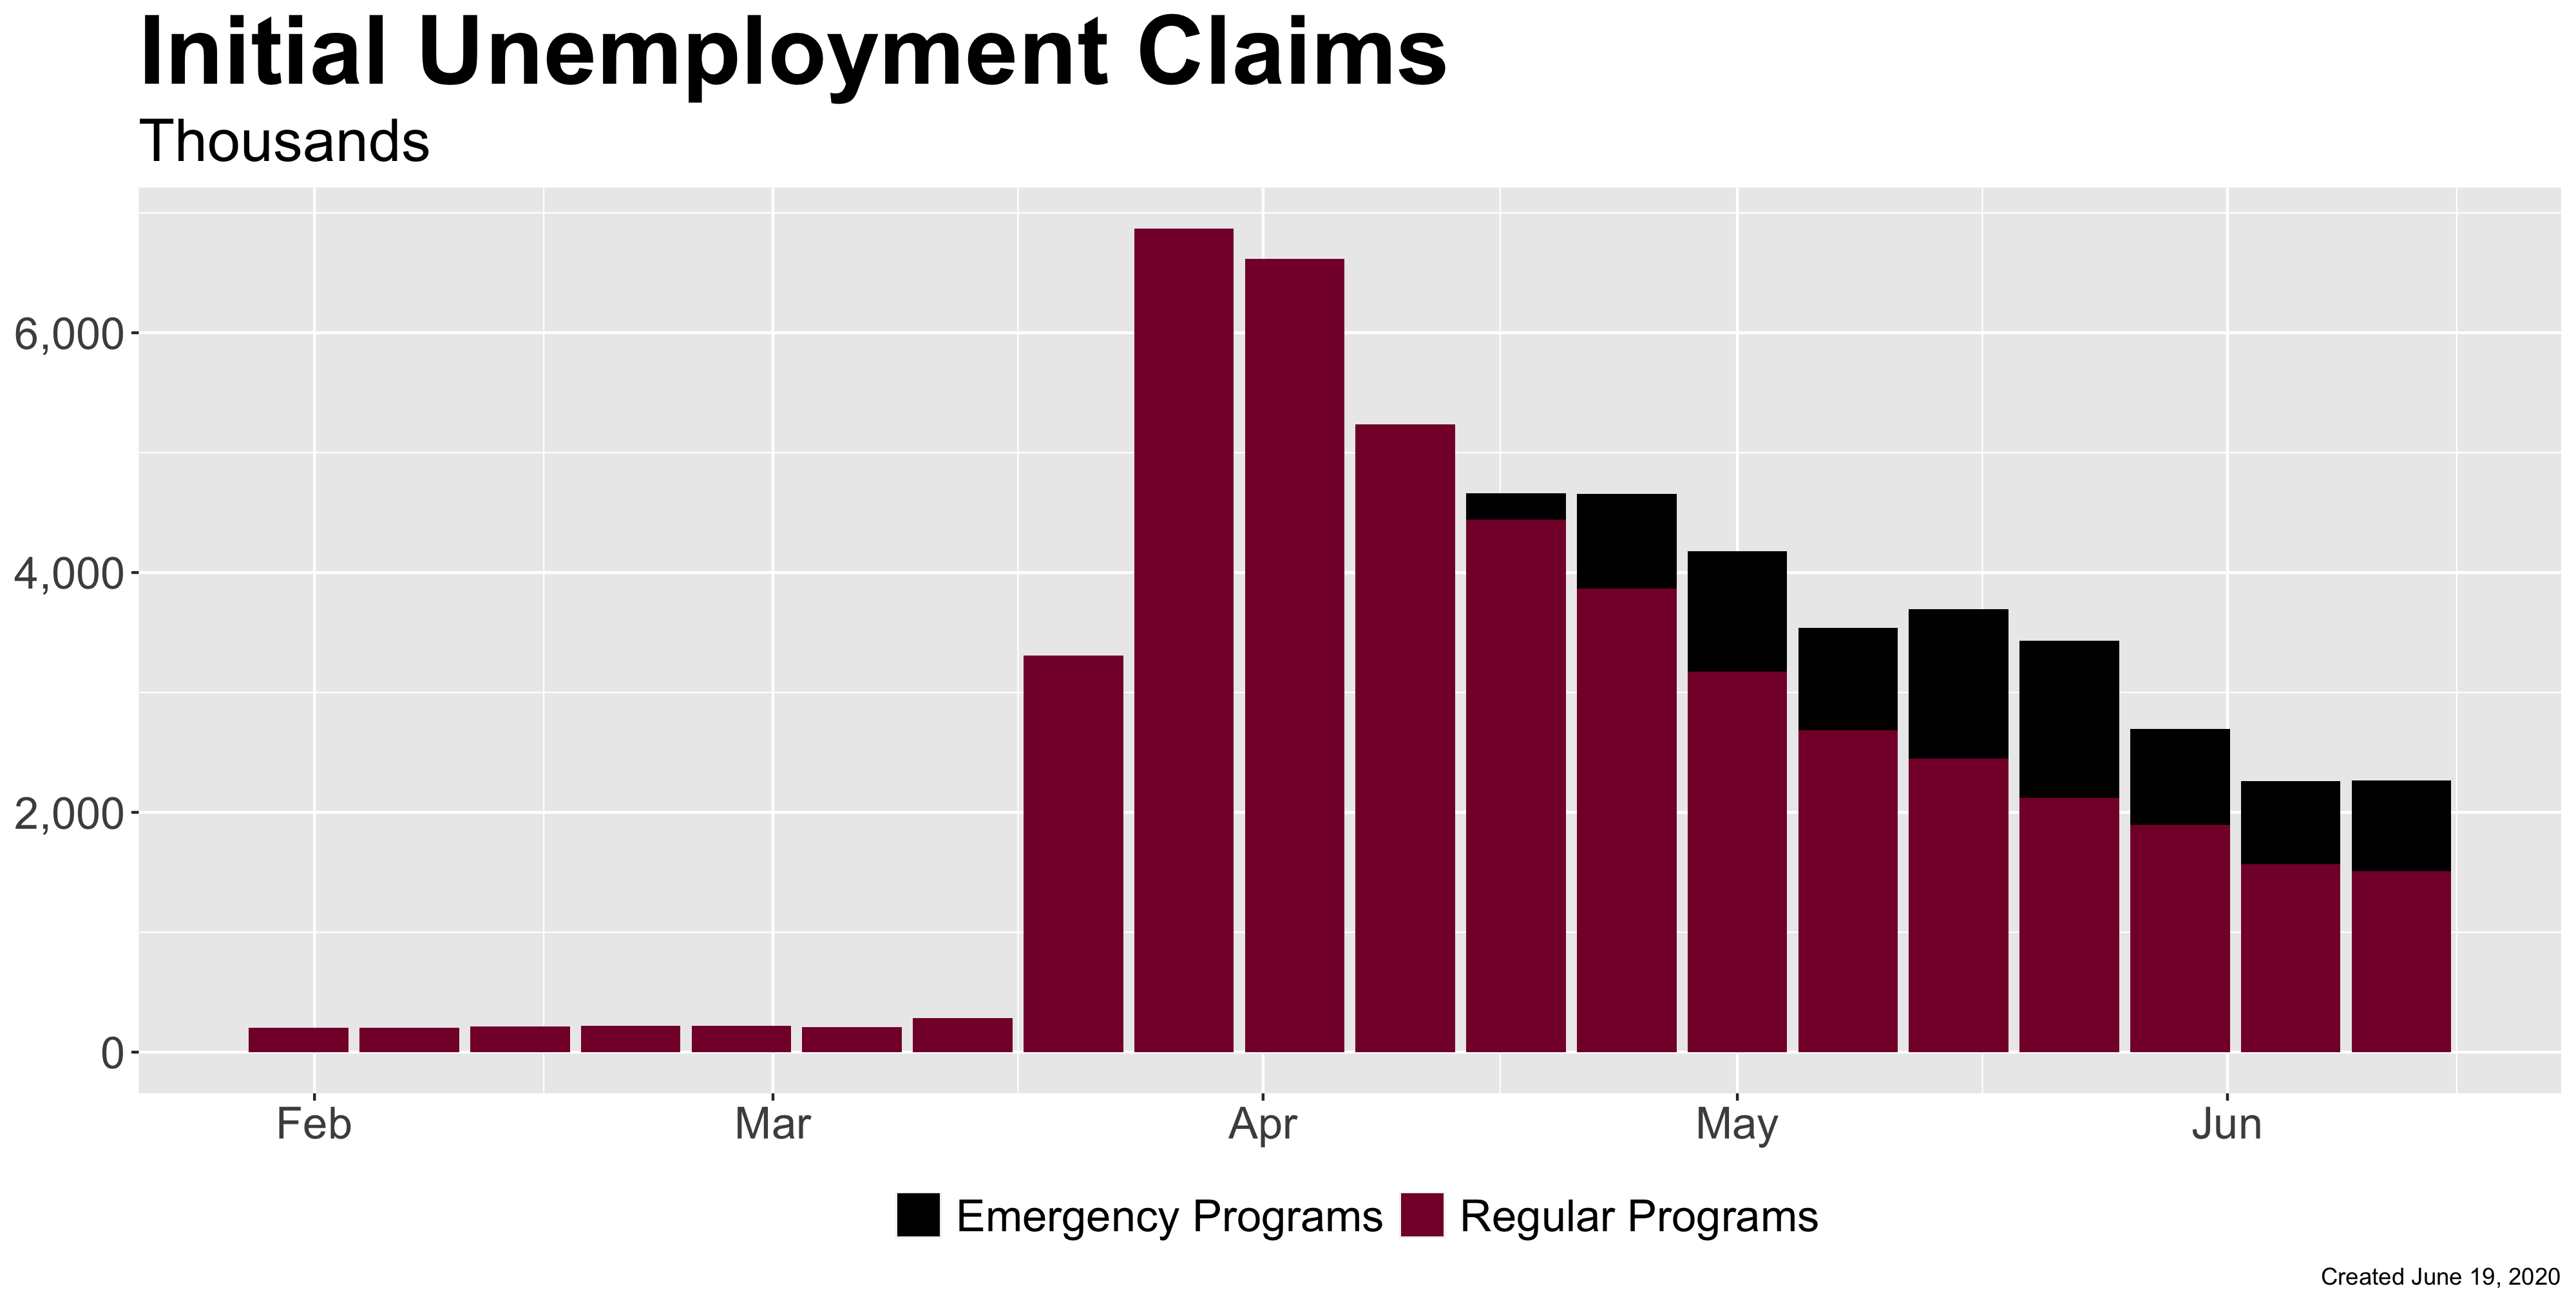 Initial Unemployment Claims
Thousands
6,000
4,000
2,000
0
Feb Mar Apr May Jun
Emergency Programs Regular Programs
Created June 19, 2020